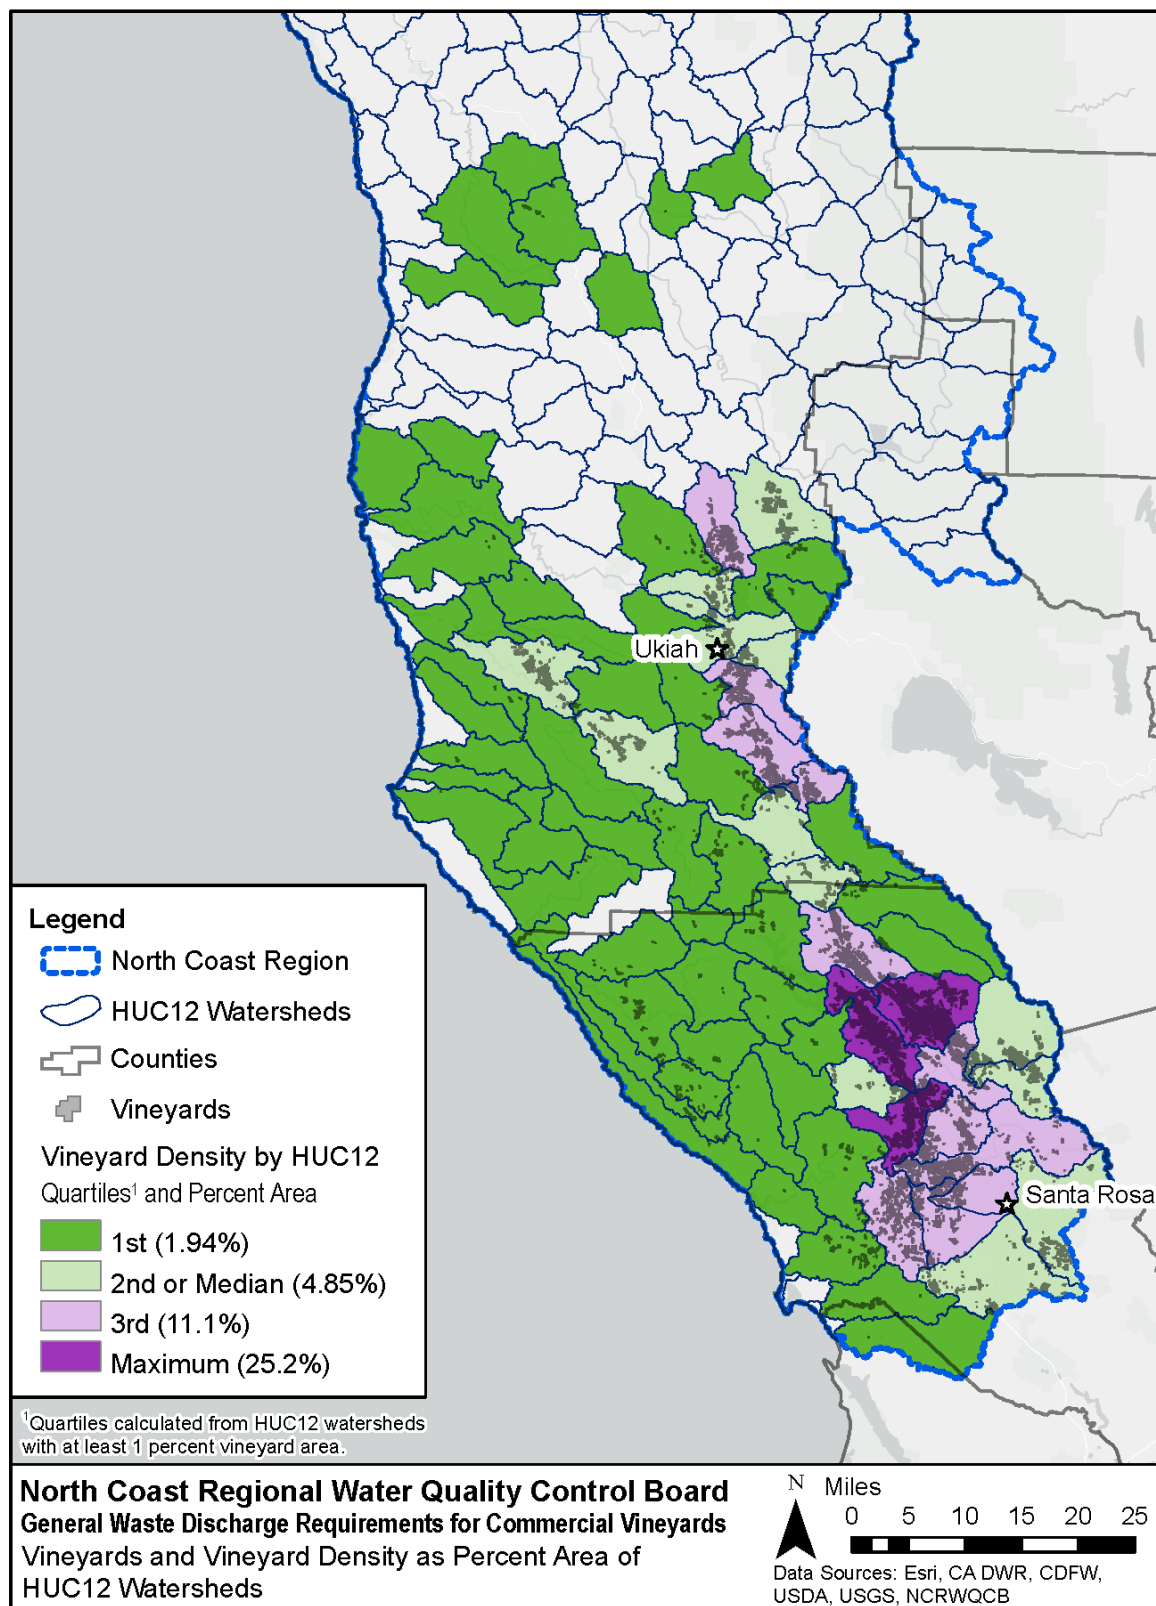 Ukiah
Santa Rosa
Legend
North Coast Region
HUC12 Watersheds
Counties
Vineyards
Vineyard Density by HUC12
Quartiles¹ and Percent Area
1st (1.94%)
2nd or Median (4.85%)
3rd (11.1%)
Maximum (25.2%)
¹Quartiles calculated from HUC12 watersheds
with at least 1 percent vineyard area.
North Coast Regional Water Quality Control Board
General Waste Discharge Requirements for Commercial Vineyards
Vineyards and Vineyard Density as Percent Area of
HUC12 Watersheds
N
Miles
0 5 10 15 20 25
Data Sources: Esri, CA DWR, CDFW,
USDA, USGS, NCRWQCB